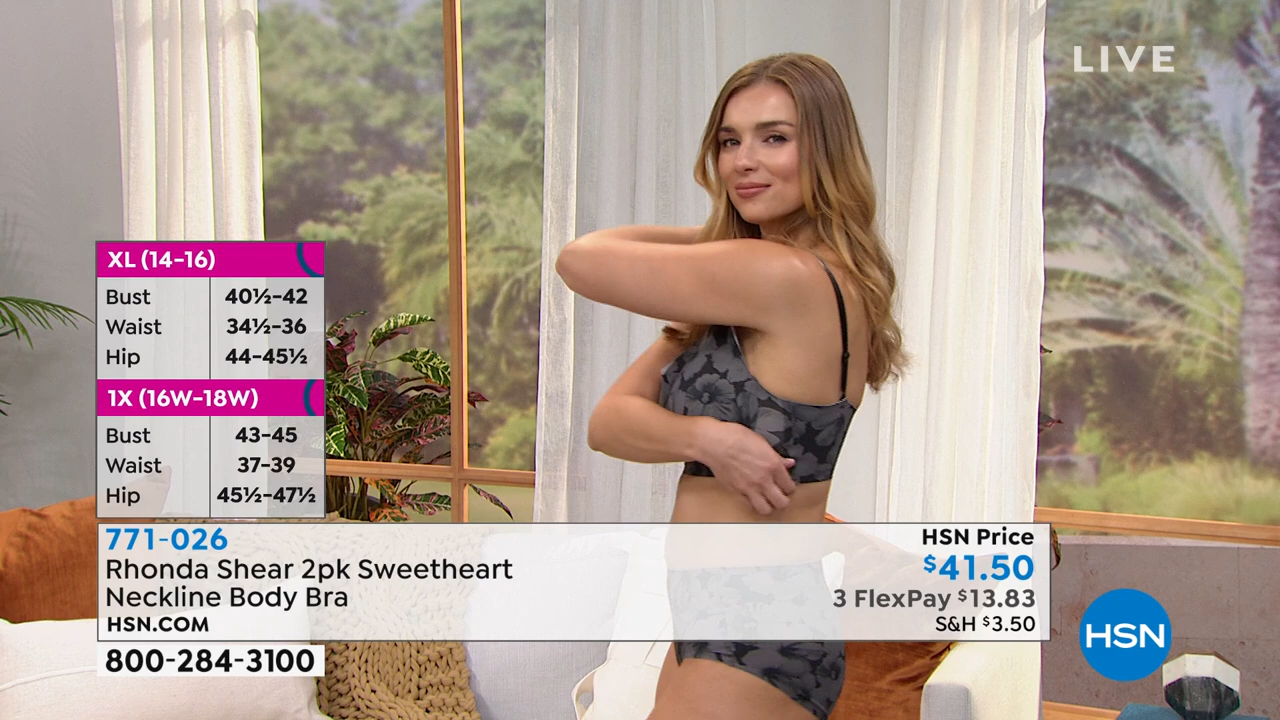 LIVE
XL (14-16)
Bust 40½-42
Waist 34½-36
Hip 44-45½
1X (16W-18W)
Bust 43-45
Waist 37-39
Hip 45½-47½
771-026
Rhonda Shear 2pk Sweetheart
Neckline Body Bra
HSN.COM
HSN Price
$41.50
3 FlexPay $13.83
S&H $3.50
800-284-3100
HSN